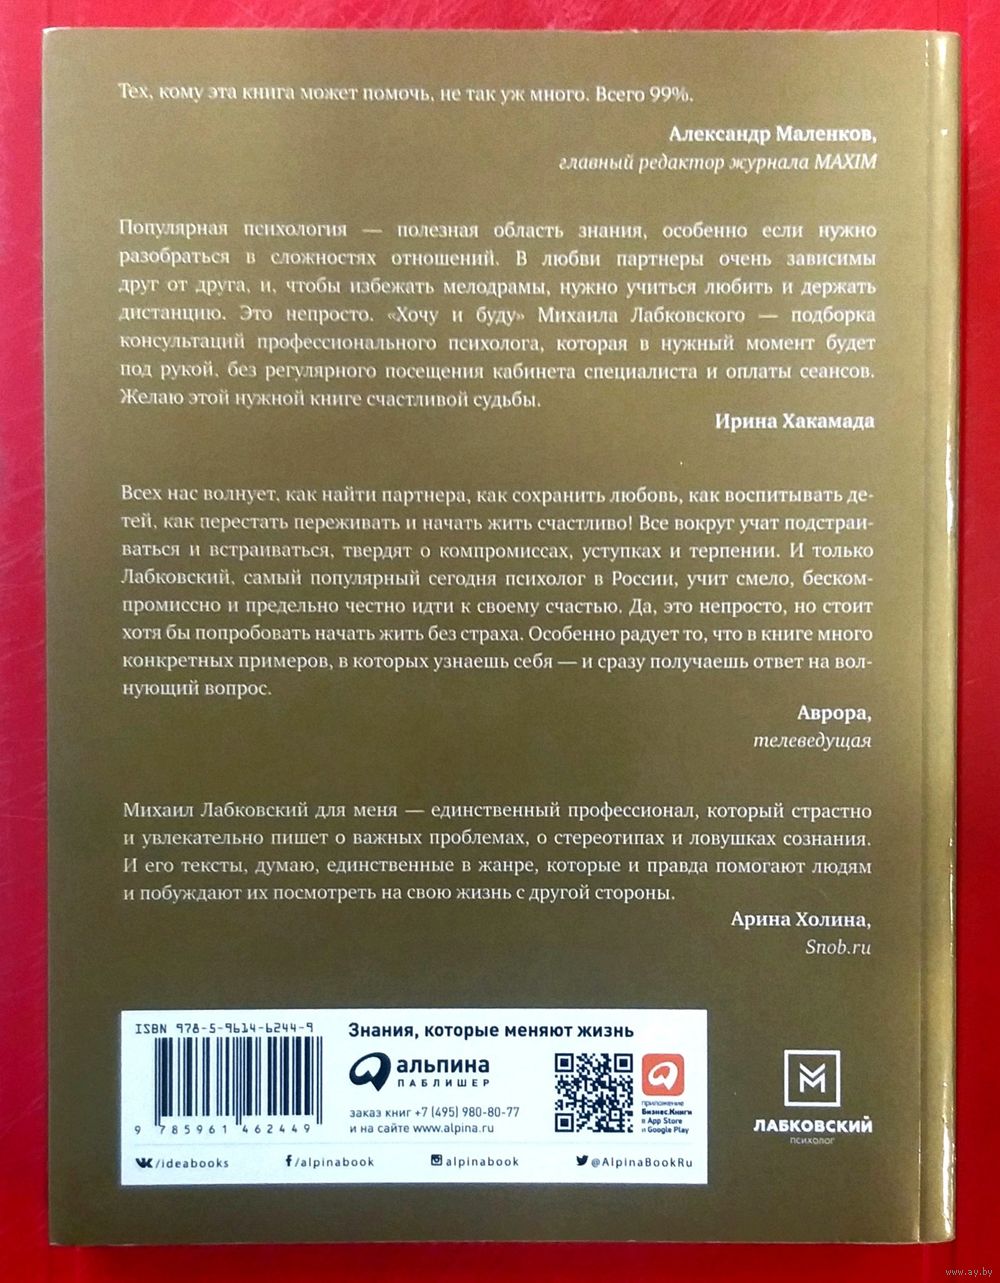 Тех, кому эта книга может помочь, не так уж много. Всего 99%.
Александр Маленков,
главный редактор журнала MAXIM
Популярная психология — полезная область знания, особенно если нужно
разобраться в сложностях отношений. В любви партнеры очень зависимы
друг от друга, и, чтобы избежать мелодрамы, нужно учиться любить и держать
дистанцию. Это непросто. «Хочу и буду» Михаила Лабковского — подборка
консультаций профессионального психолога, которая в нужный момент будет
под рукой, без регулярного посещения кабинета специалиста и оплаты сеансов.
Желаю этой нужной книге счастливой судьбы.
Ирина Хакамада
Всех нас волнует, как найти партнера, как сохранить любовь, как воспитывать де-
тей, как перестать переживать и начать жить счастливо! Все вокруг учат подстраи-
ваться и встраиваться, твердят о компромиссах, уступках и терпении. И только
Лабковский, самый популярный сегодня психолог в России, учит смело, беском-
промиссно и предельно честно идти к своему счастью. Да, это непросто, но стоит
хотя бы попробовать начать жить без страха. Особенно радует то, что в книге много
конкретных примеров, в которых узнаешь себя — и сразу получаешь ответ на вол-
нующий вопрос.
Аврора,
телеведущая
Михаил Лабковский для меня — единственный профессионал, который страстно
и увлекательно пишет о важных проблемах, о стереотипах и ловушках сознания.
И его тексты, думаю, единственные в жанре, которые и правда помогают людям
и побуждают их посмотреть на свою жизнь с другой стороны.
Арина Холина,
Snob.ru
ISBN 978-5-9614-6244-9
9 785961 462449
Знания, которые меняют жизнь
АЛЬПИНА
ПАБЛИШЕР
заказ книг +7 (495) 980-80-77
и на сайте www.alpina.ru
приложение
Бизнес.Книги
в App Store
и Google Play
/ideabooks
/alpinabook
alpinabook
@AlpinaBookRu
ЛАБКОВСКИЙ
ПСИХОЛОГ
www.ay.by